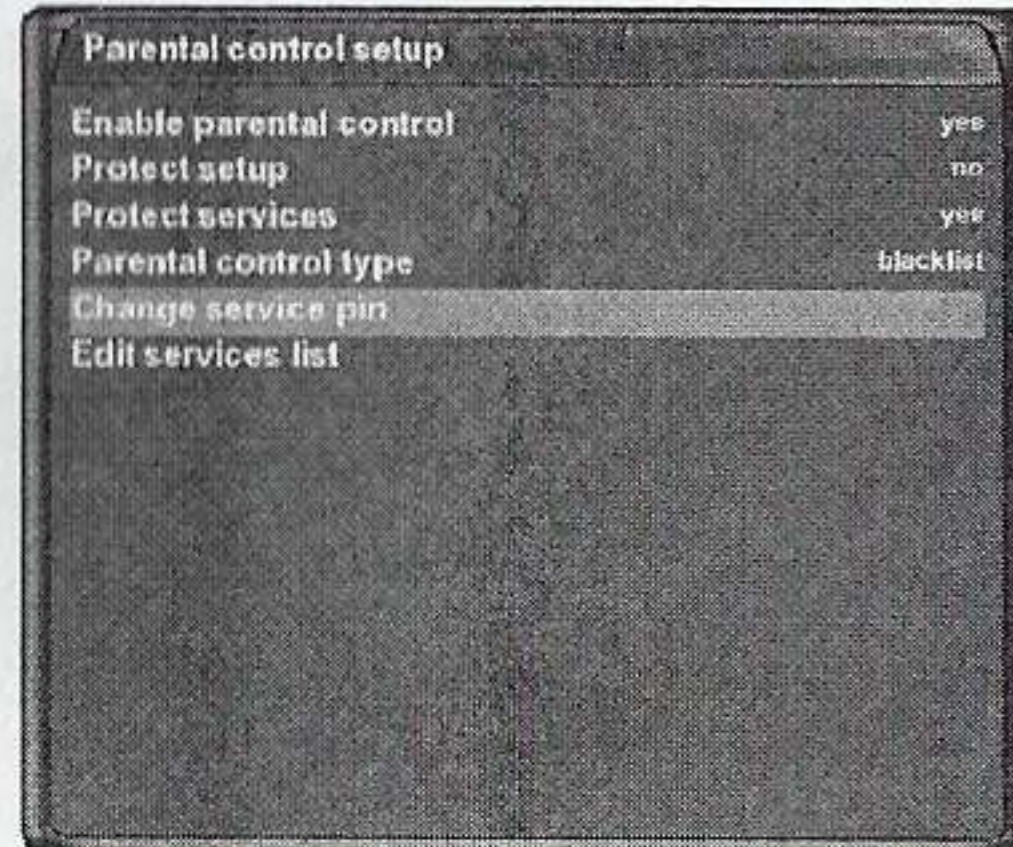 Parental control setup
Enable parental control yes
Protect setup no
Protect services yes
Parental control type blacklist
Change service pin
Edit services list